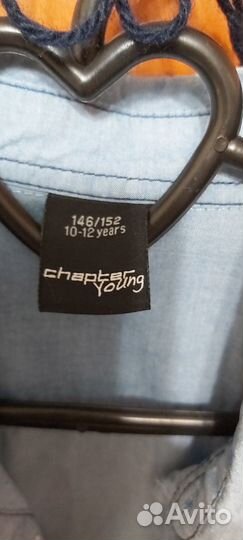 146/152
10-12 years
chapter
young
Avito